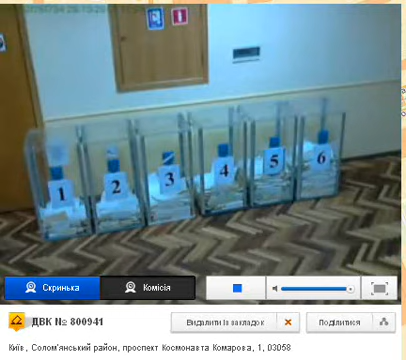 1 2 3 4 5 6
Скринька Комісія
ДВК № 800941 Видалити із закладок Поділитися
Київ, Солом'янський район, проспект Космонавта Комарова, 1, 03058